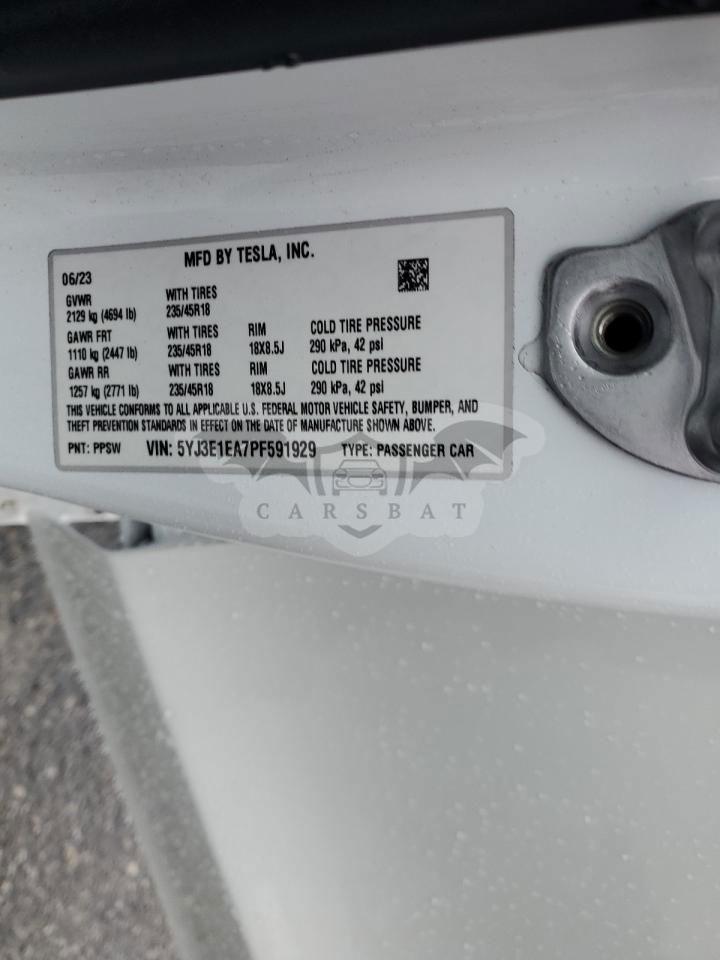 MFD BY TESLA, INC.
06/23
GVWR WITH TIRES
2129 kg (4694 lb) 235/45R18
GAWR FRT WITH TIRES RIM COLD TIRE PRESSURE
1110 kg (2447 lb) 235/45R18 18X8.5J 290 kPa, 42 psi
GAWR RR WITH TIRES RIM COLD TIRE PRESSURE
1257 kg (2771 lb) 235/45R18 18X8.5J 290 kPa, 42 psi
THIS VEHICLE CONFORMS TO ALL APPLICABLE U.S. FEDERAL MOTOR VEHICLE SAFETY, BUMPER, AND
THEFT PREVENTION STANDARDS IN EFFECT ON THE DATE OF MANUFACTURE SHOWN ABOVE.
PNT: PPSW VIN: 5YJ3E1EA7PF591929 TYPE: PASSENGER CAR
CARSBAT